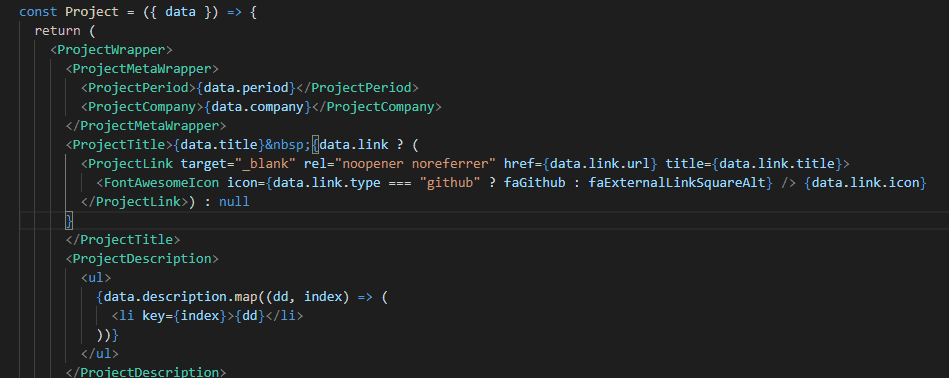 const Project = ({ data }) => {
return (
<ProjectWrapper>
<ProjectMetaWrapper>
<ProjectPeriod>{data.period}</ProjectPeriod>
<ProjectCompany>{data.company}</ProjectCompany>
</ProjectMetaWrapper>
<ProjectTitle>{data.title}&nbsp;{data.link ? (
<ProjectLink target="_blank" rel="noopener noreferrer" href={data.link.url} title={data.link.title}>
<FontAwesomeIcon icon={data.link.type === "github" ? faGithub : faExternalLinkSquareAlt} /> {data.link.icon}
</ProjectLink>) : null
}
</ProjectTitle>
<ProjectDescription>
<ul>
{data.description.map((dd, index) => (
<li key={index}>{dd}</li>
))}
</ul>
</ProjectDescription>